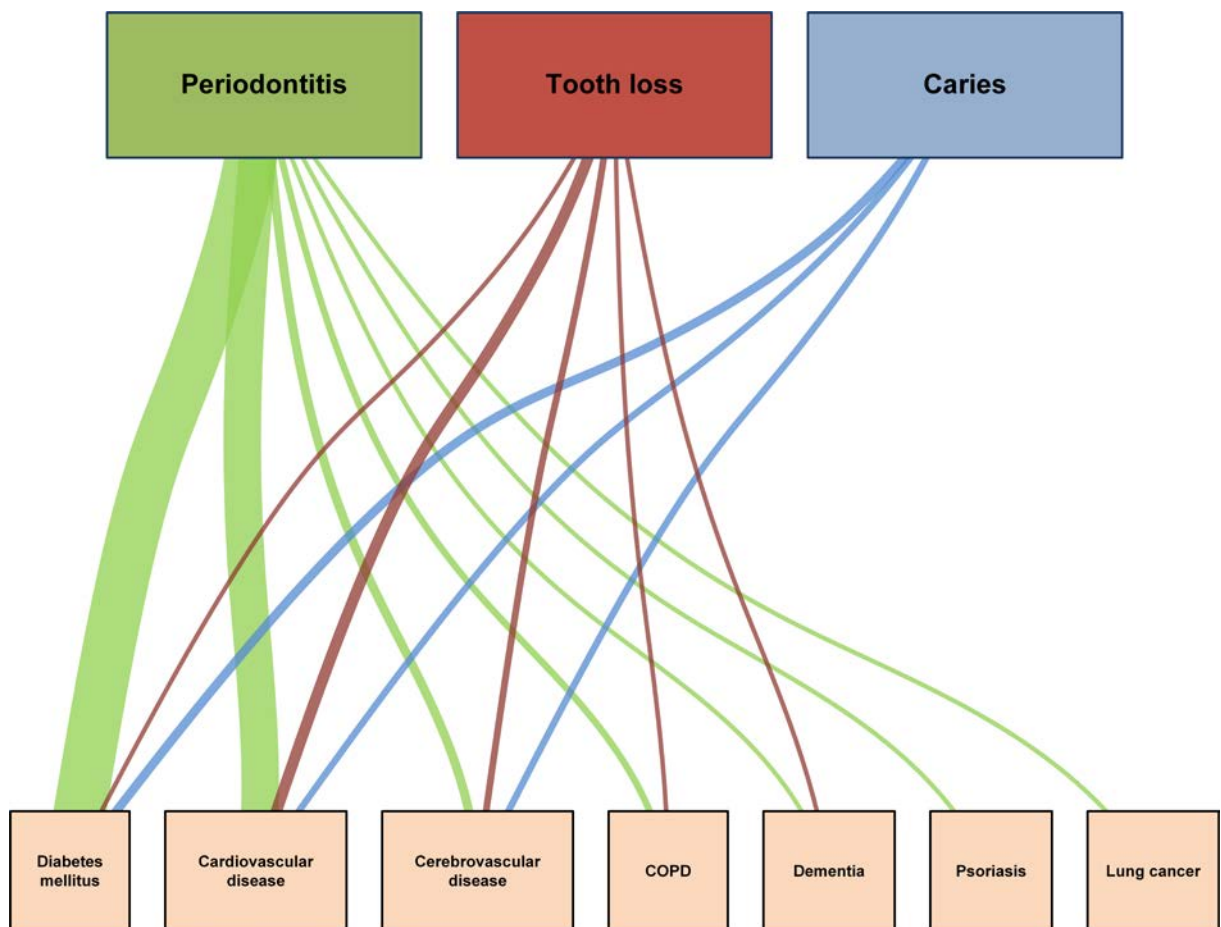 Periodontitis
Tooth loss
Caries
Diabetes
mellitus
Cardiovascular
disease
Cerebrovascular
disease
COPD
Dementia
Psoriasis
Lung cancer